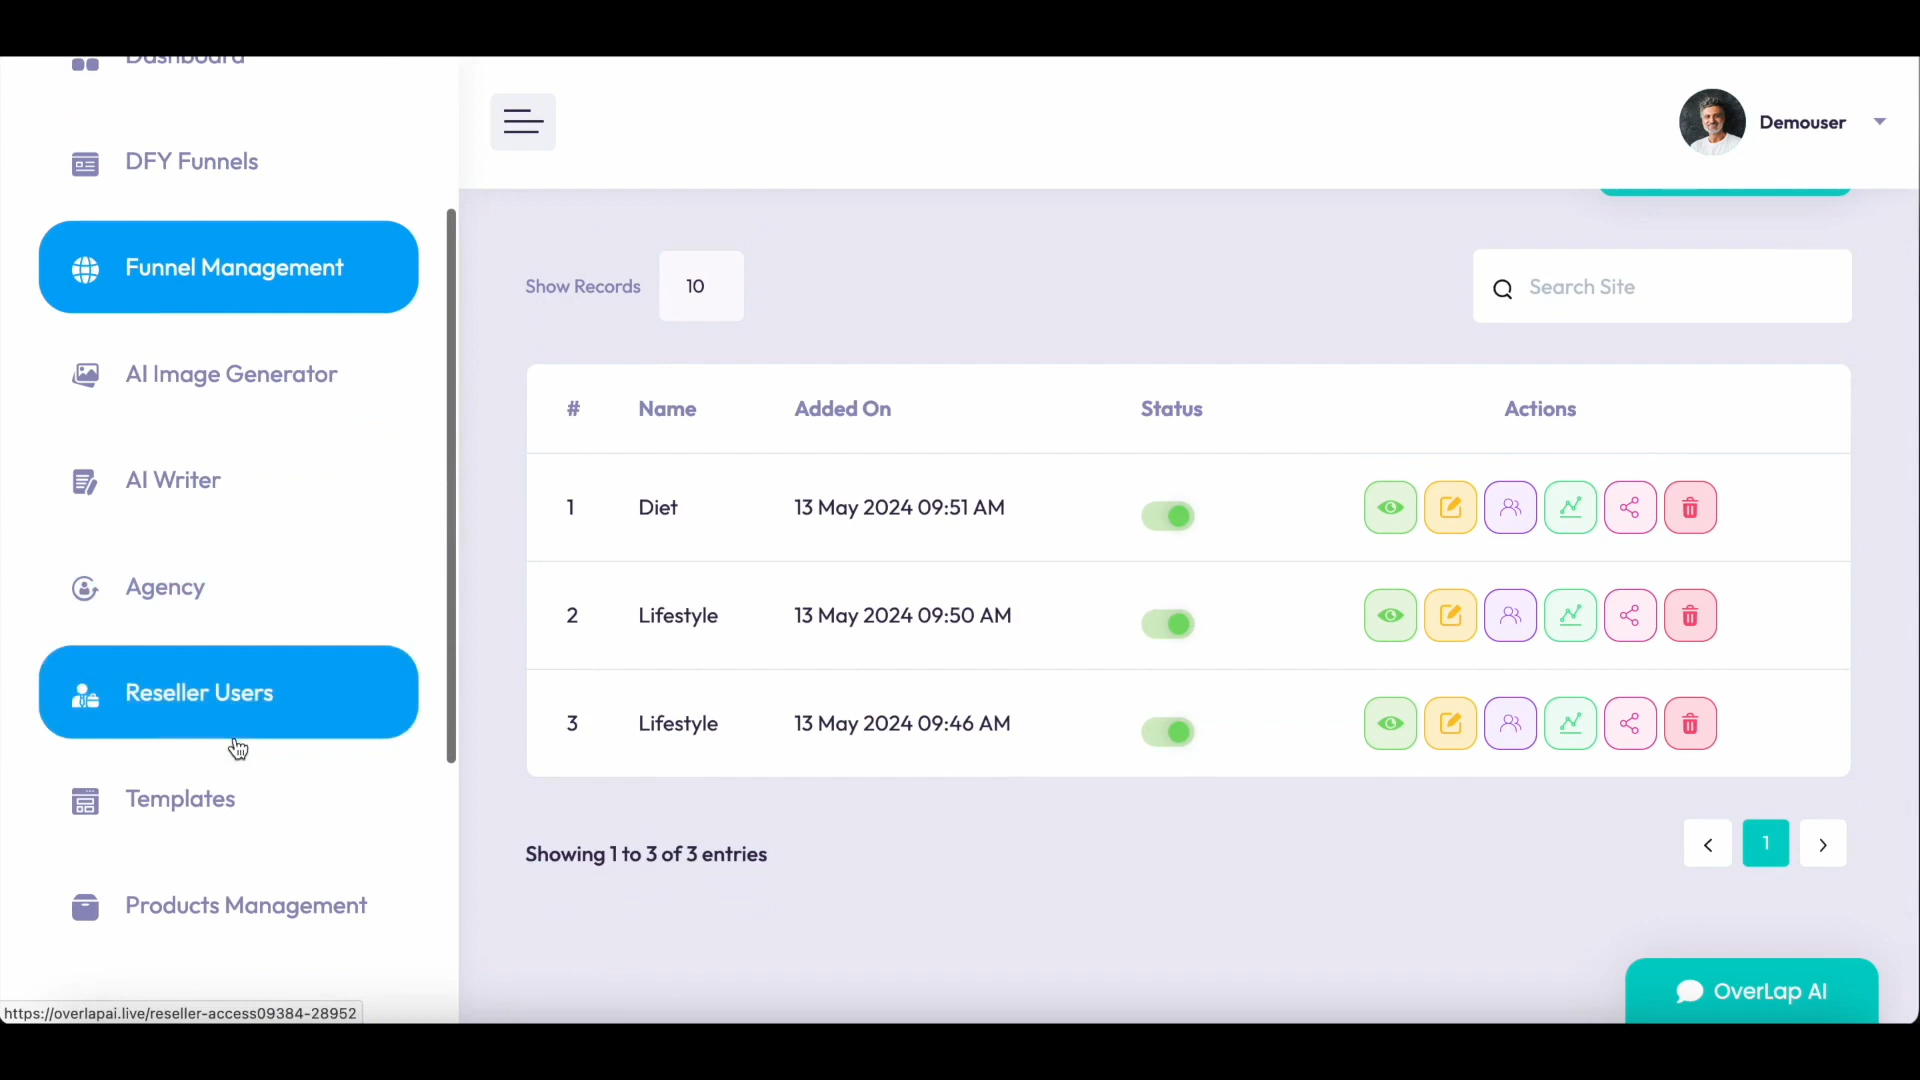 Dashboard
DFY Funnels
Funnel Management
AI Image Generator
AI Writer
Agency
Reseller Users
Templates
Products Management
https://overlapai.live/reseller-access09384-28952
Demouser
Show Records 10
Search Site
# Name Added On Status Actions
1 Diet 13 May 2024 09:51 AM
2 Lifestyle 13 May 2024 09:50 AM
3 Lifestyle 13 May 2024 09:46 AM
Showing 1 to 3 of 3 entries
1
OverLap AI